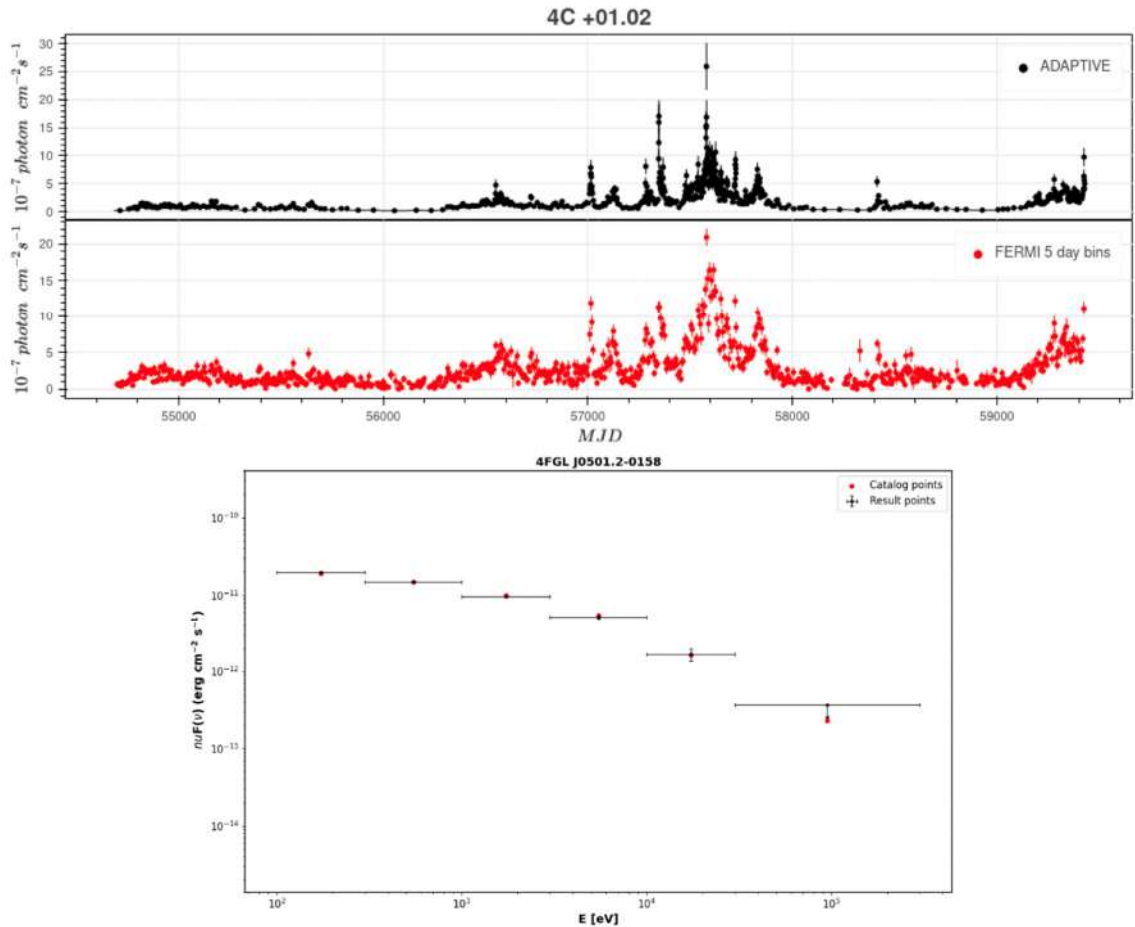 4C +01.02
10⁻⁷ photon cm⁻²s⁻¹
30
25
20
15
10
5
0
ADAPTIVE
10⁻⁷ photon cm⁻²s⁻¹
20
15
10
5
0
FERMI 5 day bins
55000 56000 57000 58000 59000
MJD
4FGL J0501.2-0158
Catalog points
Result points
nuF(ν) (erg cm⁻² s⁻¹)
10⁻¹⁰
10⁻¹¹
10⁻¹²
10⁻¹³
10⁻¹⁴
10² 10³ 10⁴ 10⁵
E [eV]